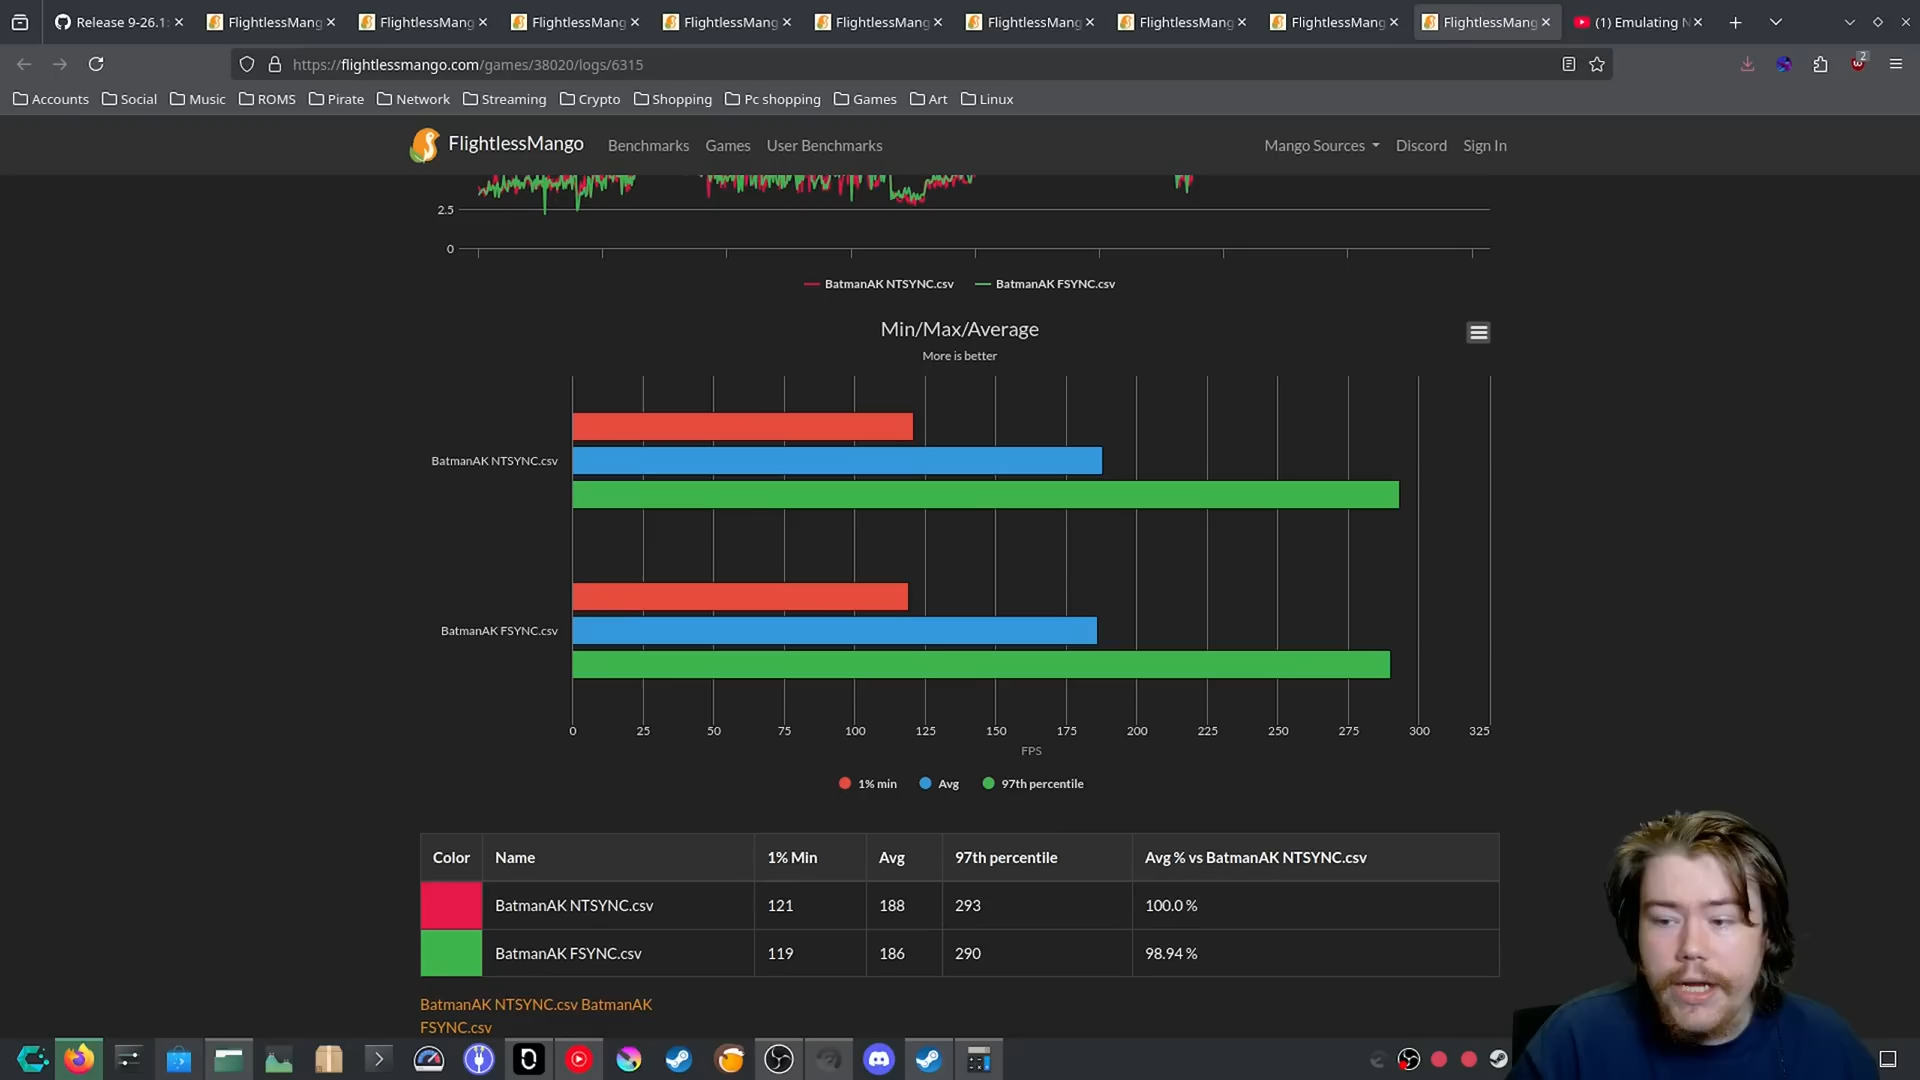 Release 9-26.1:
FlightlessMang
FlightlessMang
FlightlessMang
FlightlessMang
FlightlessMang
FlightlessMang
FlightlessMang
FlightlessMang
FlightlessMang
(1) Emulating N
https://flightlessmango.com/games/38020/logs/6315
2
Accounts Social Music ROMS Pirate Network Streaming Crypto Shopping Pc shopping Games Art Linux
FlightlessMango Benchmarks Games User Benchmarks Mango Sources Discord Sign In
2.5
0
BatmanAK NTSYNC.csv BatmanAK FSYNC.csv
Min/Max/Average
More is better
BatmanAK NTSYNC.csv
BatmanAK FSYNC.csv
0 25 50 75 100 125 150 175 200 225 250 275 300 325
FPS
1% min Avg 97th percentile
Color Name 1% Min Avg 97th percentile Avg % vs BatmanAK NTSYNC.csv
BatmanAK NTSYNC.csv 121 188 293 100.0 %
BatmanAK FSYNC.csv 119 186 290 98.94 %
BatmanAK NTSYNC.csv BatmanAK
FSYNC.csv